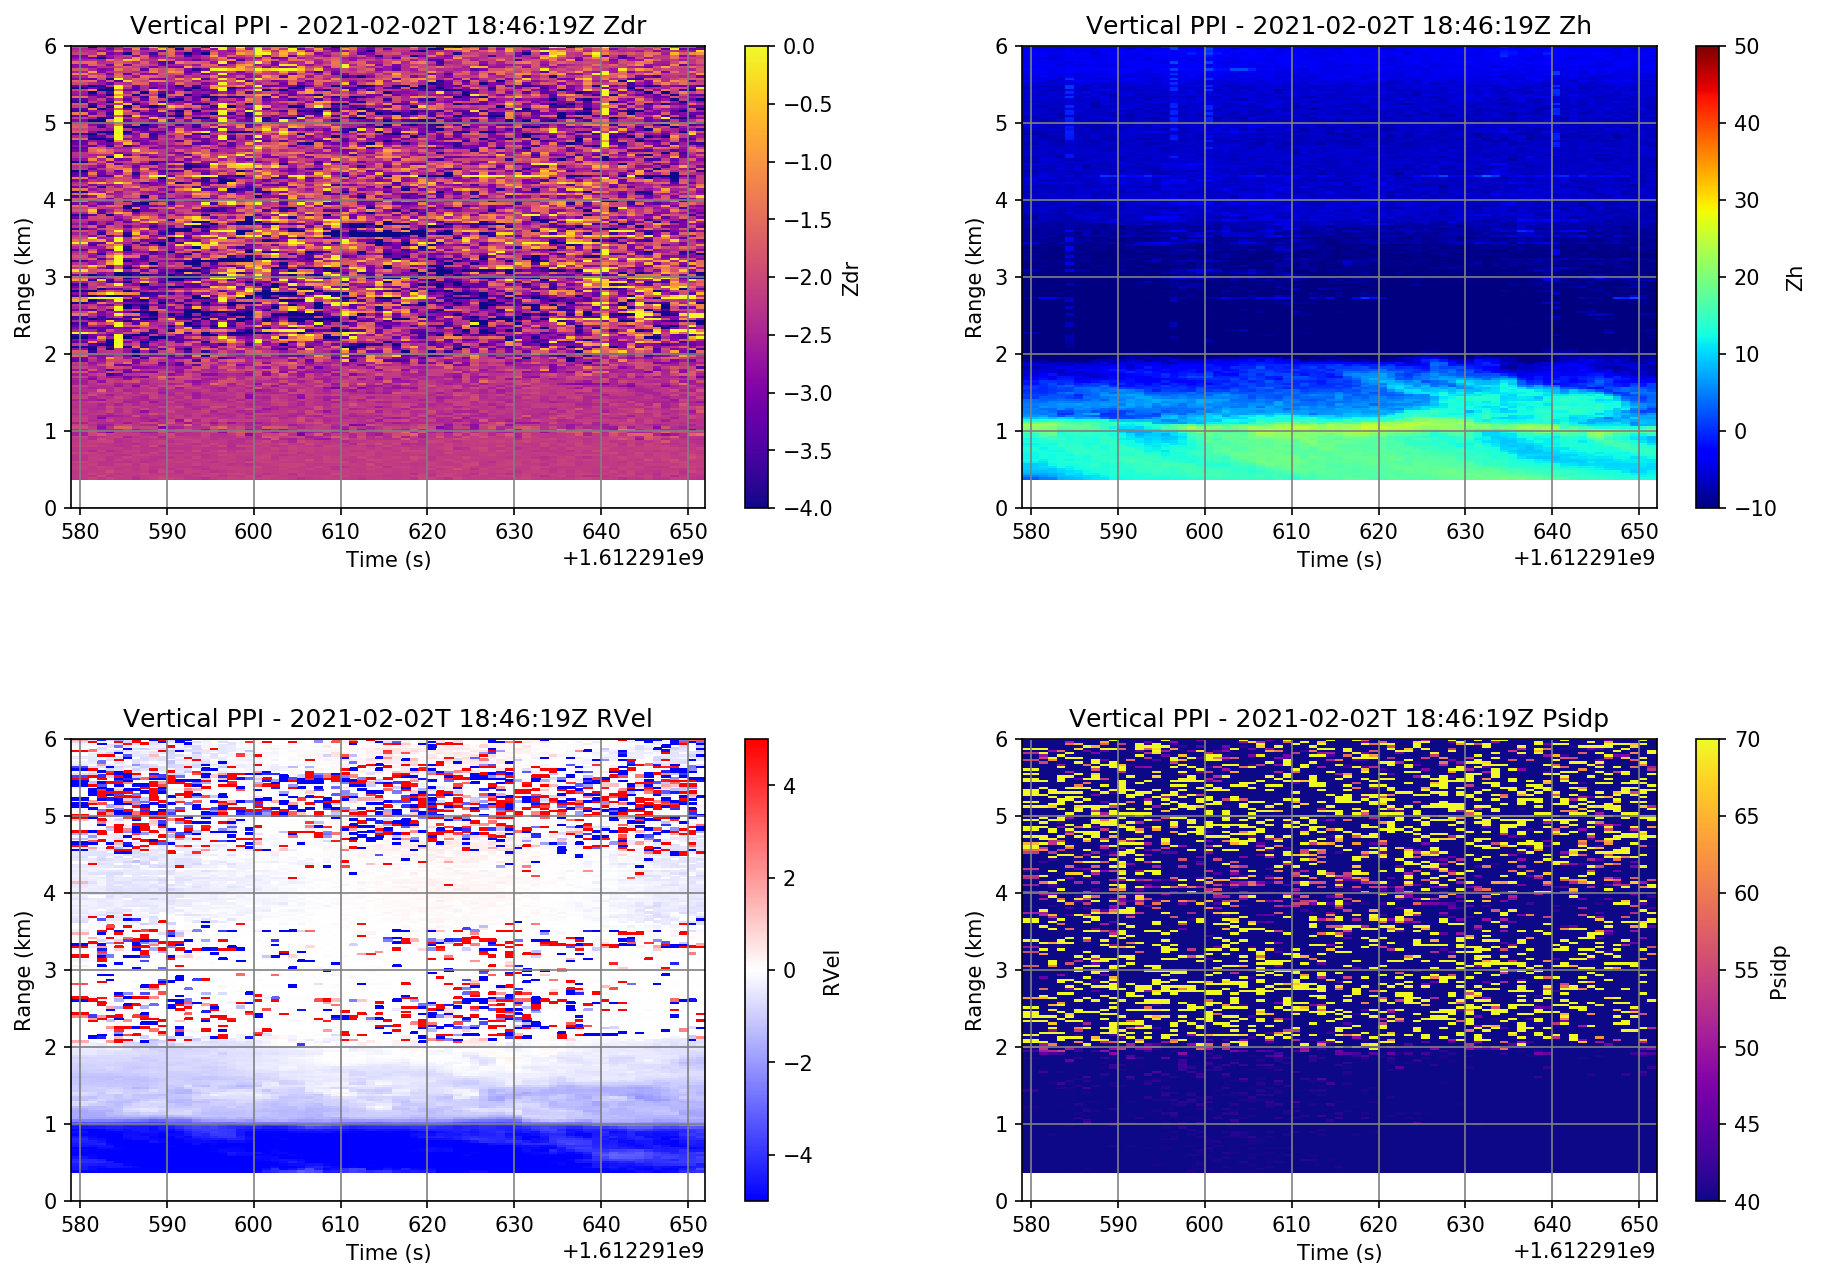 Vertical PPI - 2021-02-02T 18:46:19Z Zdr
6
5
4
3
2
1
0
Range (km)
580 590 600 610 620 630 640 650
Time (s)
+1.612291e9
0.0
−0.5
−1.0
−1.5
−2.0
−2.5
−3.0
−3.5
−4.0
Zdr
Vertical PPI - 2021-02-02T 18:46:19Z Zh
6
5
4
3
2
1
0
Range (km)
580 590 600 610 620 630 640 650
Time (s)
+1.612291e9
50
40
30
20
10
0
−10
Zh
Vertical PPI - 2021-02-02T 18:46:19Z RVel
6
5
4
3
2
1
0
Range (km)
580 590 600 610 620 630 640 650
Time (s)
+1.612291e9
4
2
0
−2
−4
RVel
Vertical PPI - 2021-02-02T 18:46:19Z Psidp
6
5
4
3
2
1
0
Range (km)
580 590 600 610 620 630 640 650
Time (s)
+1.612291e9
70
65
60
55
50
45
40
Psidp